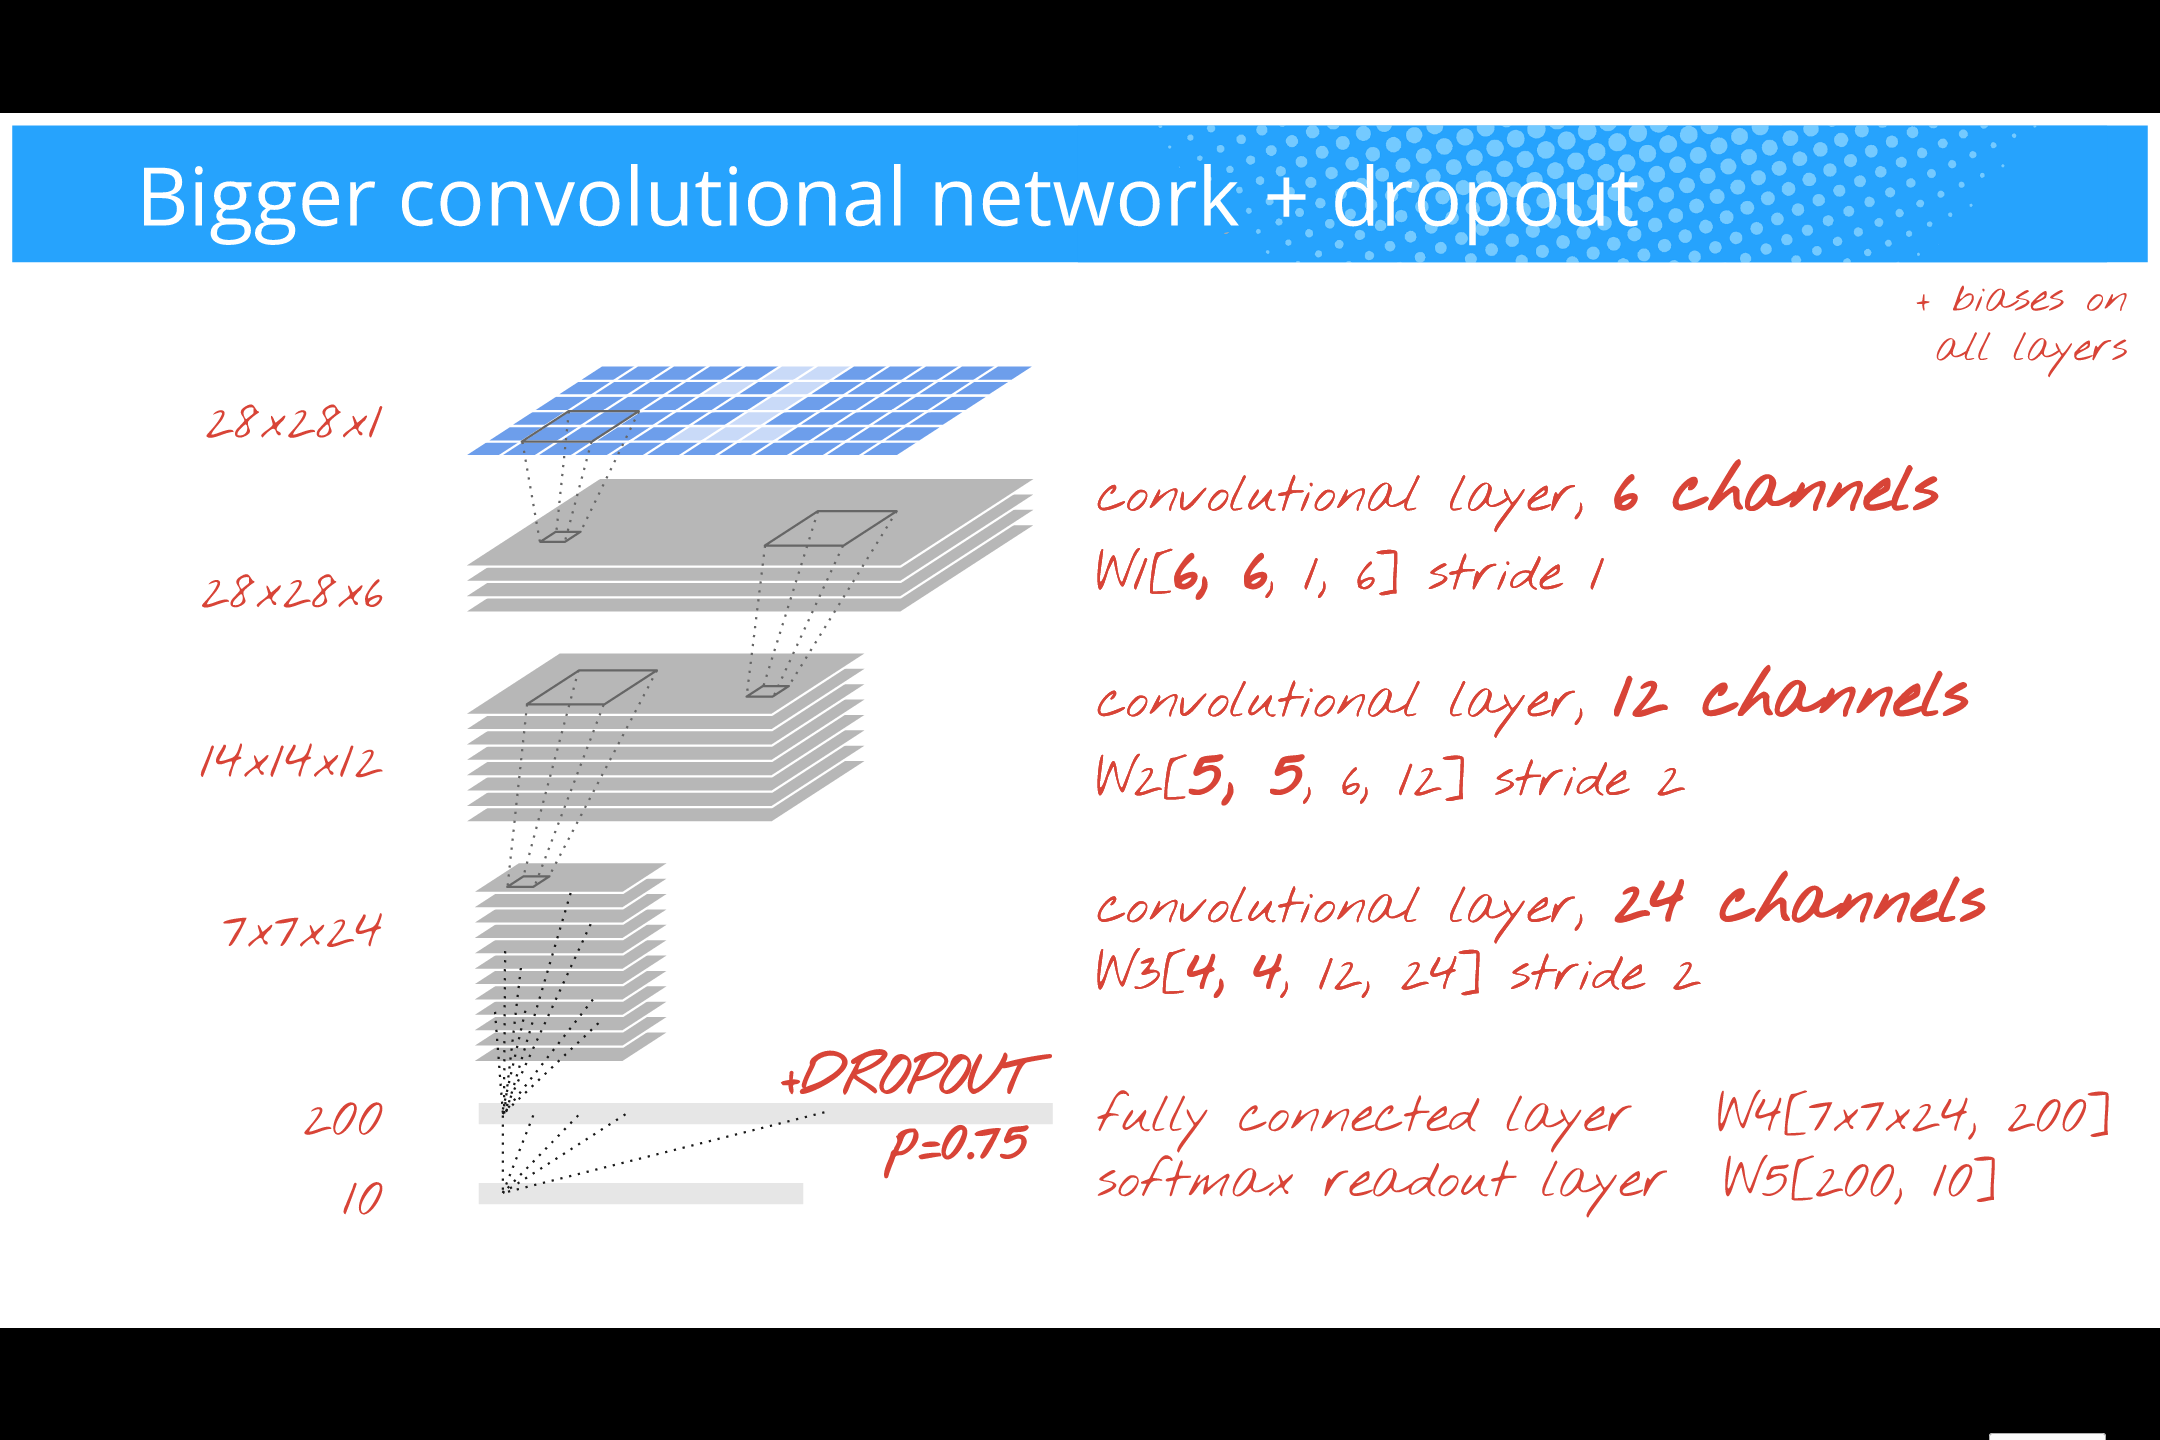 Bigger convolutional network + dropout
+ biases on
all layers
28x28x1
convolutional layer, 6 channels
W1[6, 6, 1, 6] stride 1
28x28x6
convolutional layer, 12 channels
W2[5, 5, 6, 12] stride 2
14x14x12
convolutional layer, 24 channels
W3[4, 4, 12, 24] stride 2
7x7x24
+DROPOUT
p=0.75
200
fully connected layer W4[7x7x24, 200]
10
softmax readout layer W5[200, 10]